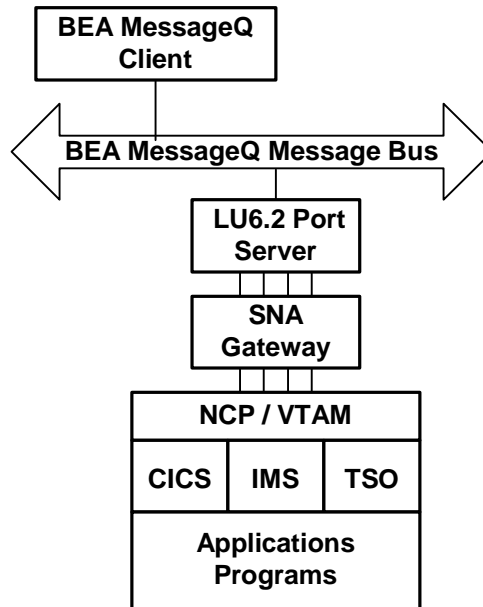 BEA MessageQ
Client
BEA MessageQ Message Bus
LU6.2 Port
Server
SNA
Gateway
NCP / VTAM
CICS
IMS
TSO
Applications
Programs